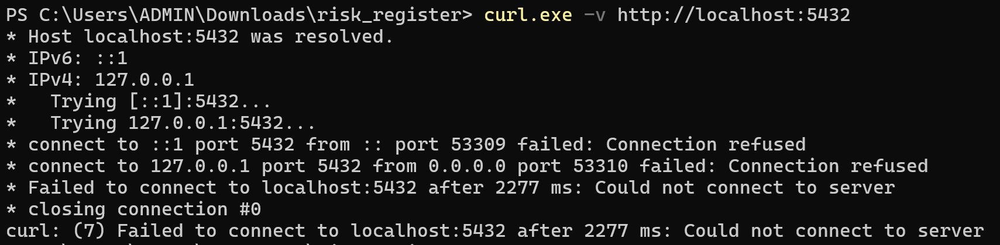 PS C:\Users\ADMIN\Downloads\risk_register> curl.exe -v http://localhost:5432
* Host localhost:5432 was resolved.
* IPv6: ::1
* IPv4: 127.0.0.1
*   Trying [::1]:5432...
*   Trying 127.0.0.1:5432...
* connect to ::1 port 5432 from :: port 53309 failed: Connection refused
* connect to 127.0.0.1 port 5432 from 0.0.0.0 port 53310 failed: Connection refused
* Failed to connect to localhost:5432 after 2277 ms: Could not connect to server
* closing connection #0
curl: (7) Failed to connect to localhost:5432 after 2277 ms: Could not connect to server